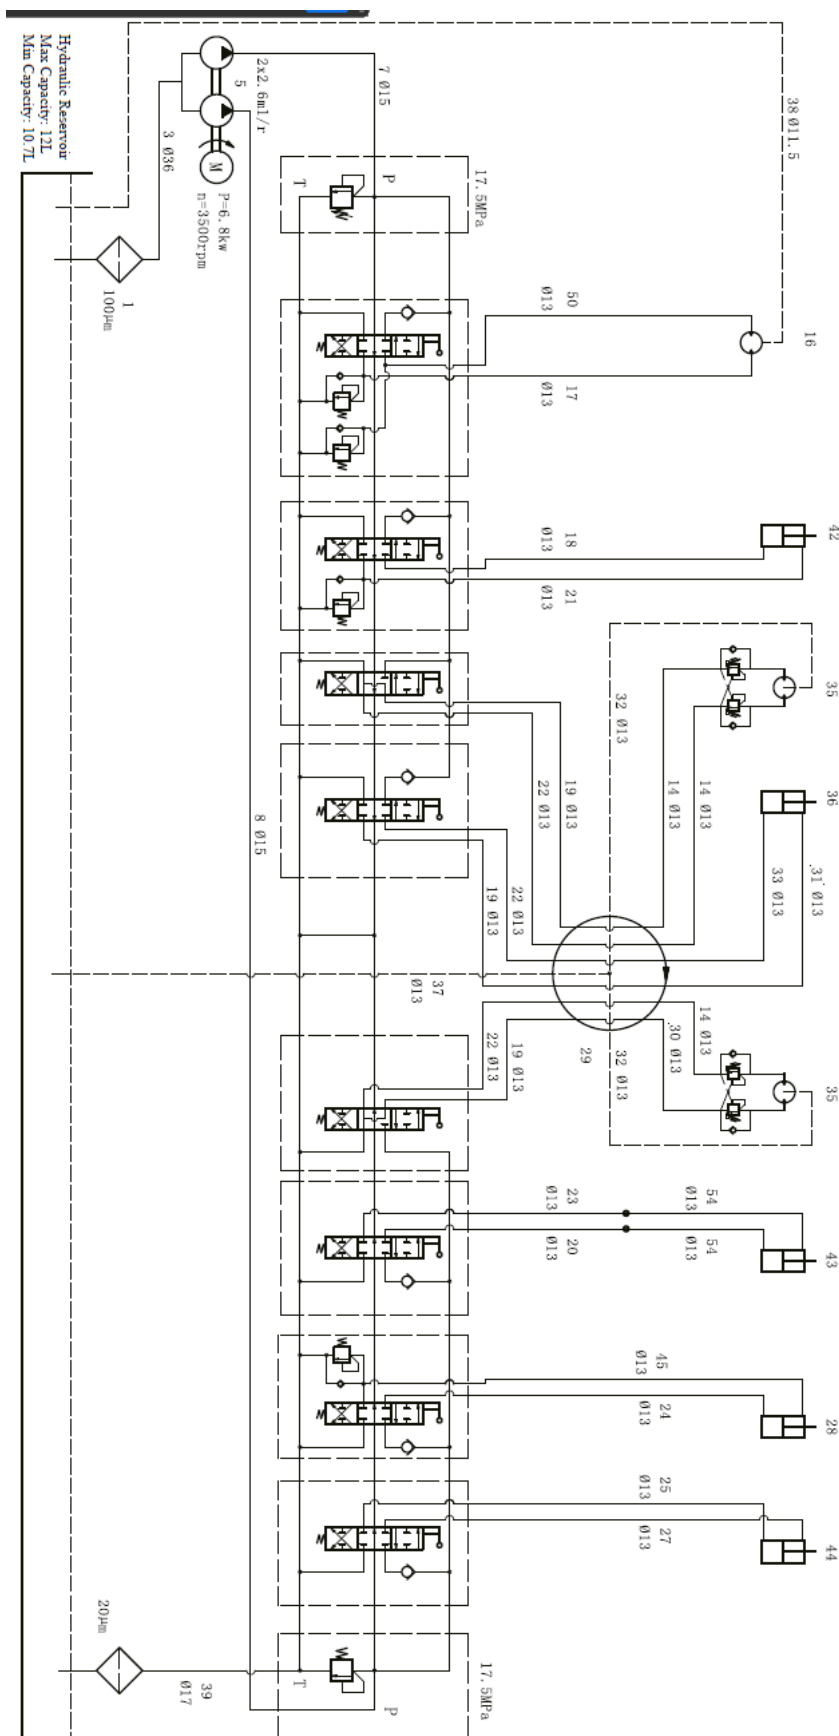 Hydraulic Reservoir
Max Capacity: 12L
Min Capacity: 10.7L
2x2.6ml/r
5
3 Ø36
M
P=6.8kw
n=3500rpm
1
100μm
7 Ø15
38 Ø11.5
17.5MPa
P
T
50
Ø13
16
17
Ø13
18
Ø13
42
21
Ø13
35
32 Ø13
19 Ø13
22 Ø13
14 Ø13
14 Ø13
36
8 Ø15
22 Ø13
19 Ø13
33 Ø13
31 Ø13
37
Ø13
29
32 Ø13
19 Ø13
22 Ø13
14 Ø13
30 Ø13
35
23
Ø13
54
Ø13
20
Ø13
54
Ø13
43
45
Ø13
24
Ø13
28
25
Ø13
27
Ø13
44
20μm
39
Ø17
T
P
17.5MPa